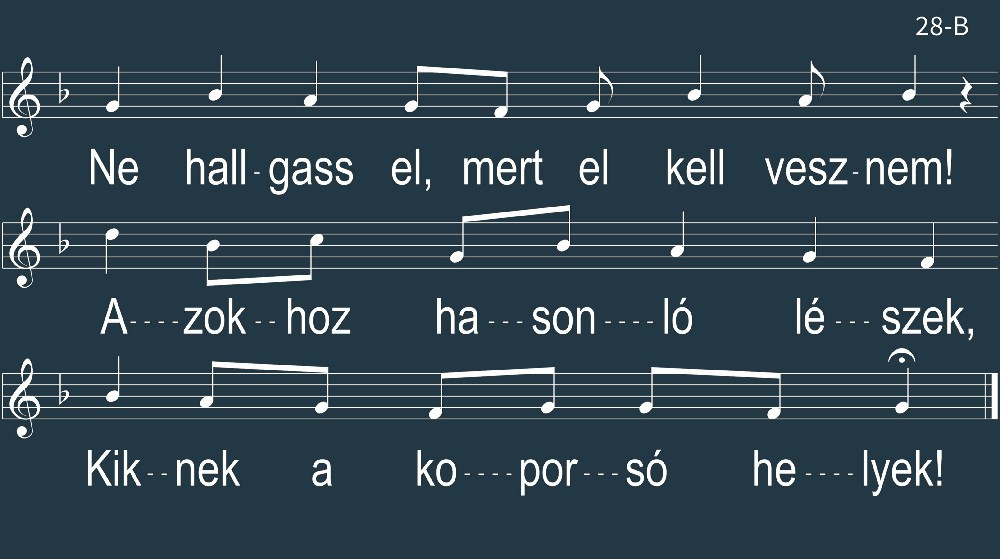 28-B
Ne hall-gass el, mert el kell vesz-nem!
A----zok--hoz ha---son----ló lé---szek,
Kik--nek a ko----por---só he----lyek!